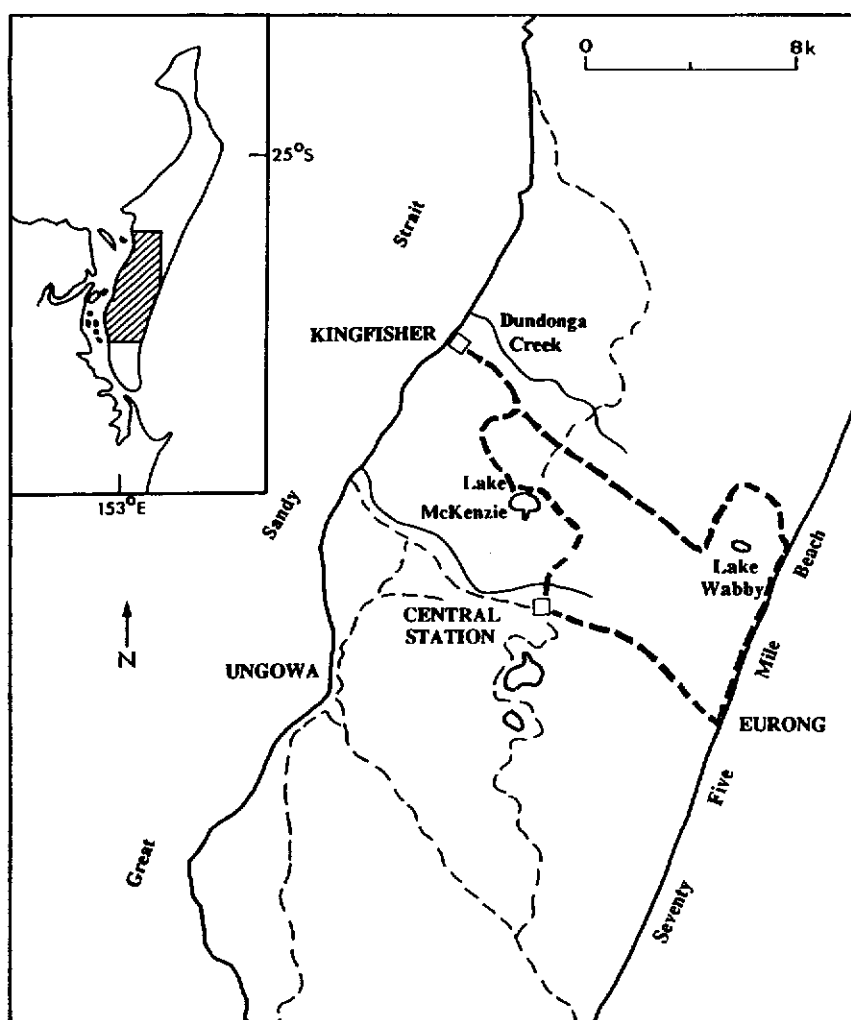 0 8k
25°S
153°E
Strait
KINGFISHER
Dundonga
Creek
Lake
McKenzie
Sandy
Lake
Wabby
Beach
N
CENTRAL
STATION
UNGOWA
Mile
EURONG
Five
Great
Seventy